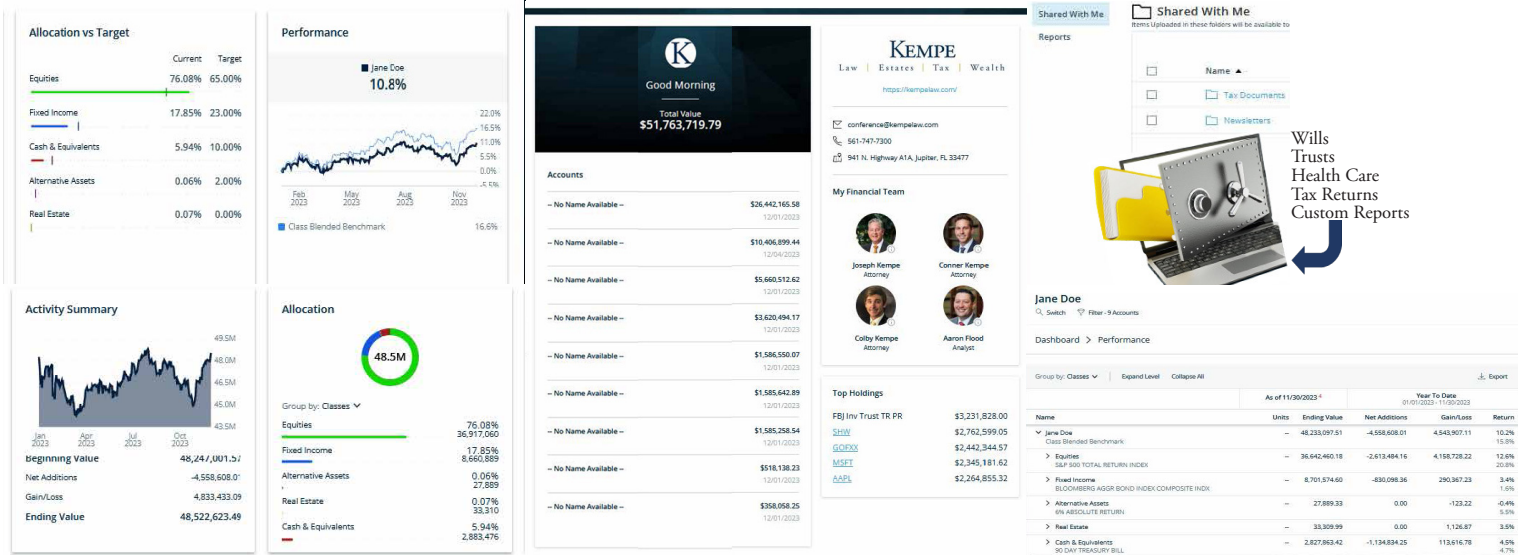 Allocation vs Target
Current Target
Equities 76.08% 65.00%
Fixed Income 17.85% 23.00%
Cash & Equivalents 5.94% 10.00%
Alternative Assets 0.06% 2.00%
Real Estate 0.07% 0.00%
Performance
Jane Doe
10.8%
22.0%
16.5%
11.0%
5.5%
0.0%
-5.5%
Feb 2023 May 2023 Aug 2023 Nov 2023
Class Blended Benchmark 16.6%
Activity Summary
49.5M
48.0M
46.5M
45.0M
43.5M
Jan 2023 Apr 2023 Jul 2023 Oct 2023
Beginning Value 48,247,001.57
Net Additions -4,558,608.01
Gain/Loss 4,833,433.09
Ending Value 48,522,623.49
Allocation
48.5M
Group by: Classes
Equities 76.08%
36,917,060
Fixed Income 17.85%
8,660,889
Alternative Assets 0.06%
27,889
Real Estate 0.07%
33,310
Cash & Equivalents 5.94%
2,883,476
K
Good Morning
Total Value
$51,763,719.79
Accounts
-- No Name Available -- $26,442,165.58
12/01/2023
-- No Name Available -- $10,406,899.44
12/04/2023
-- No Name Available -- $5,660,512.62
12/01/2023
-- No Name Available -- $3,620,494.17
12/01/2023
-- No Name Available -- $1,586,550.07
12/01/2023
-- No Name Available -- $1,585,642.89
12/01/2023
-- No Name Available -- $1,585,258.54
12/01/2023
-- No Name Available -- $518,138.23
12/01/2023
-- No Name Available -- $358,058.25
12/01/2023
KEMPE
Law | Estates | Tax | Wealth
https://kempelaw.com/
conference@kempelaw.com
561-747-7300
941 N. Highway A1A, Jupiter, FL 33477
My Financial Team
Joseph Kempe
Attorney
Conner Kempe
Attorney
Colby Kempe
Attorney
Aaron Flood
Analyst
Top Holdings
FBJ Inv Trust TR PR $3,231,828.00
SHW $2,762,599.05
GOFXX $2,442,344.57
MSFT $2,345,181.62
AAPL $2,264,855.32
Shared With Me
Reports
Shared With Me
Items Uploaded in these folders will be available to
Name
Tax Documents
Newsletters
Wills
Trusts
Health Care
Tax Returns
Custom Reports
Jane Doe
Switch Filter - 9 Accounts
Dashboard > Performance
Group by: Classes Expand Level Collapse All Export
As of 11/30/2023 4 Year To Date
01/01/2023 - 11/30/2023
Name Units Ending Value Net Additions Gain/Loss Return
Jane Doe -- 48,233,097.51 -4,558,608.01 4,543,907.11 10.2%
Class Blended Benchmark 15.8%
Equities -- 36,642,460.18 -2,613,484.16 4,158,728.22 12.6%
S&P 500 TOTAL RETURN INDEX 20.8%
Fixed Income -- 8,701,574.60 -830,098.36 290,367.23 3.4%
BLOOMBERG AGGR BOND INDEX COMPOSITE INDX 1.6%
Alternative Assets -- 27,889.33 0.00 -123.22 -0.4%
6% ABSOLUTE RETURN 5.5%
Real Estate -- 33,309.99 0.00 1,126.87 3.5%
Cash & Equivalents -- 2,827,863.42 -1,134,834.25 113,616.78 4.5%
90 DAY TREASURY BILL 4.7%